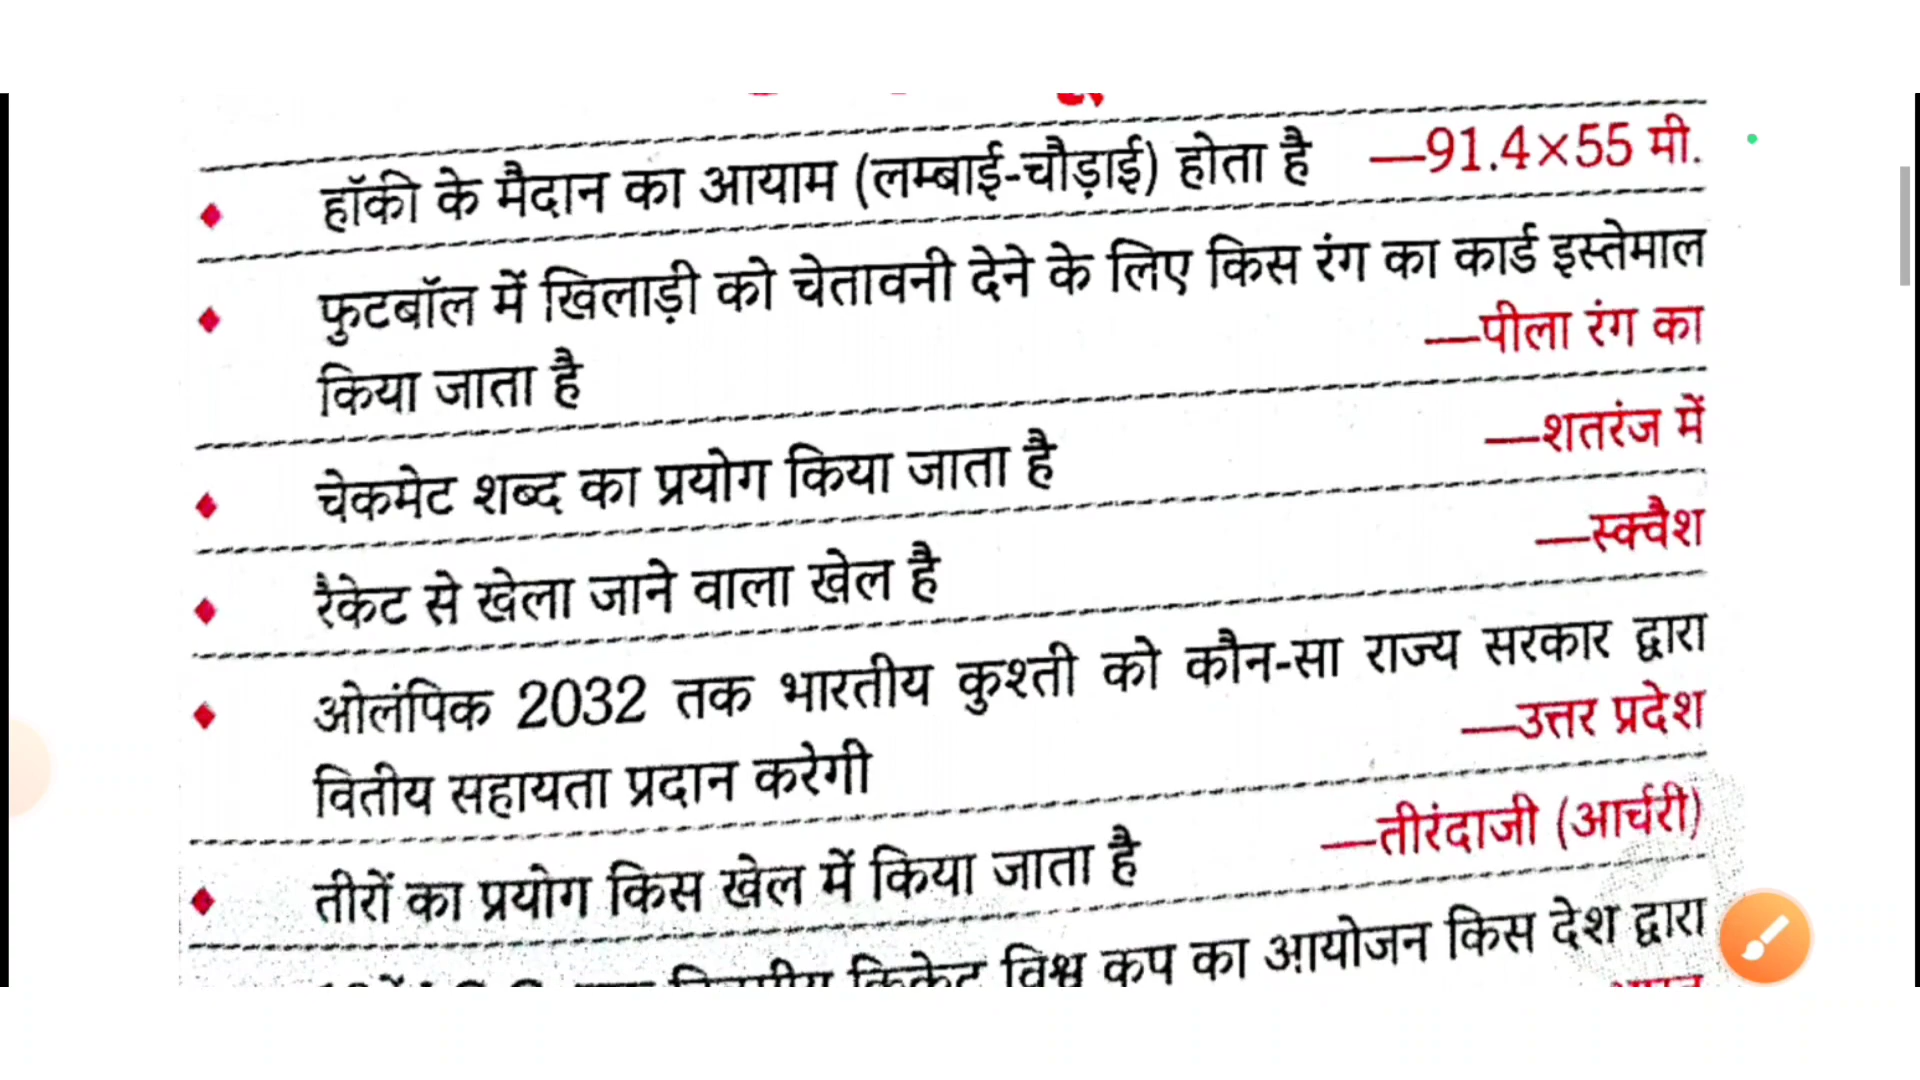 हॉकी के मैदान का आयाम (लम्बाई-चौड़ाई) होता है —91.4×55 मी.
फुटबॉल में खिलाड़ी को चेतावनी देने के लिए किस रंग का कार्ड इस्तेमाल
किया जाता है —पीला रंग का
चेकमेट शब्द का प्रयोग किया जाता है —शतरंज में
रैकेट से खेला जाने वाला खेल है —स्क्वैश
ओलंपिक 2032 तक भारतीय कुश्ती को कौन-सा राज्य सरकार द्वारा
वितीय सहायता प्रदान करेगी —उत्तर प्रदेश
तीरों का प्रयोग किस खेल में किया जाता है —तीरंदाजी (आर्चरी)
क्रिकेट विश्व कप का आयोजन किस देश द्वारा